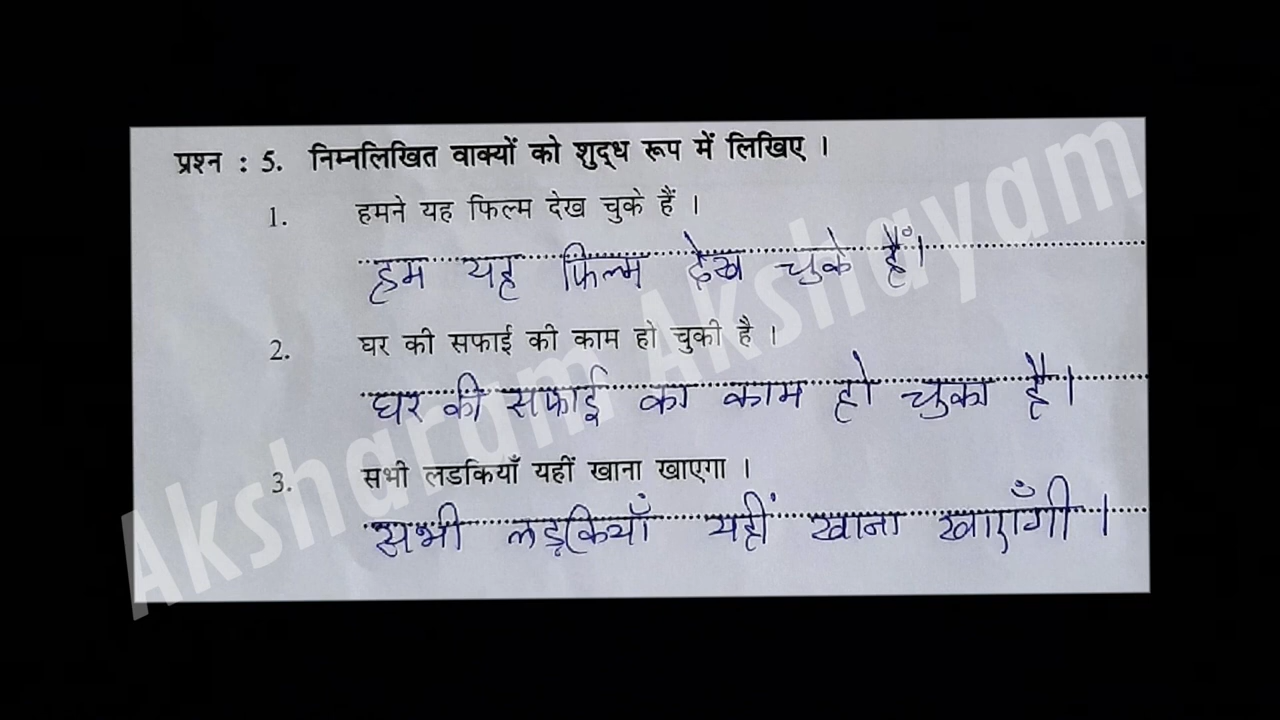 प्रश्न : 5. निम्नलिखित वाक्यों को शुद्ध रूप में लिखिए ।
1. हमने यह फिल्म देख चुके हैं ।
हम यह फिल्म देख चुके हैं।
2. घर की सफाई की काम हो चुकी है ।
घर की सफाई का काम हो चुका है।
3. सभी लडकियाँ यहीं खाना खाएगा ।
सभी लड़कियाँ यहीं खाना खाएँगी ।
Aksharam Akshayam